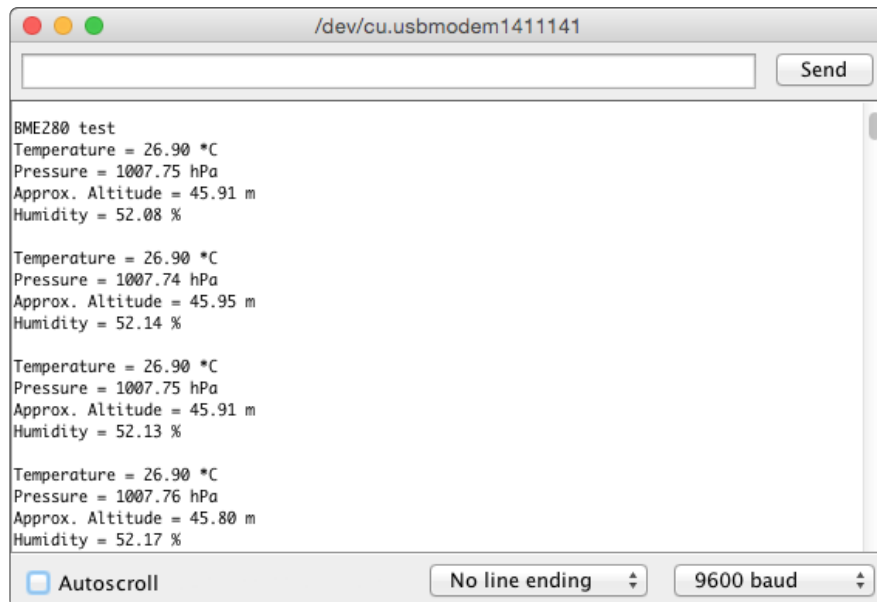 /dev/cu.usbmodem1411141
Send
BME280 test
Temperature = 26.90 *C
Pressure = 1007.75 hPa
Approx. Altitude = 45.91 m
Humidity = 52.08 %
Temperature = 26.90 *C
Pressure = 1007.74 hPa
Approx. Altitude = 45.95 m
Humidity = 52.14 %
Temperature = 26.90 *C
Pressure = 1007.75 hPa
Approx. Altitude = 45.91 m
Humidity = 52.13 %
Temperature = 26.90 *C
Pressure = 1007.76 hPa
Approx. Altitude = 45.80 m
Humidity = 52.17 %
Autoscroll No line ending 9600 baud